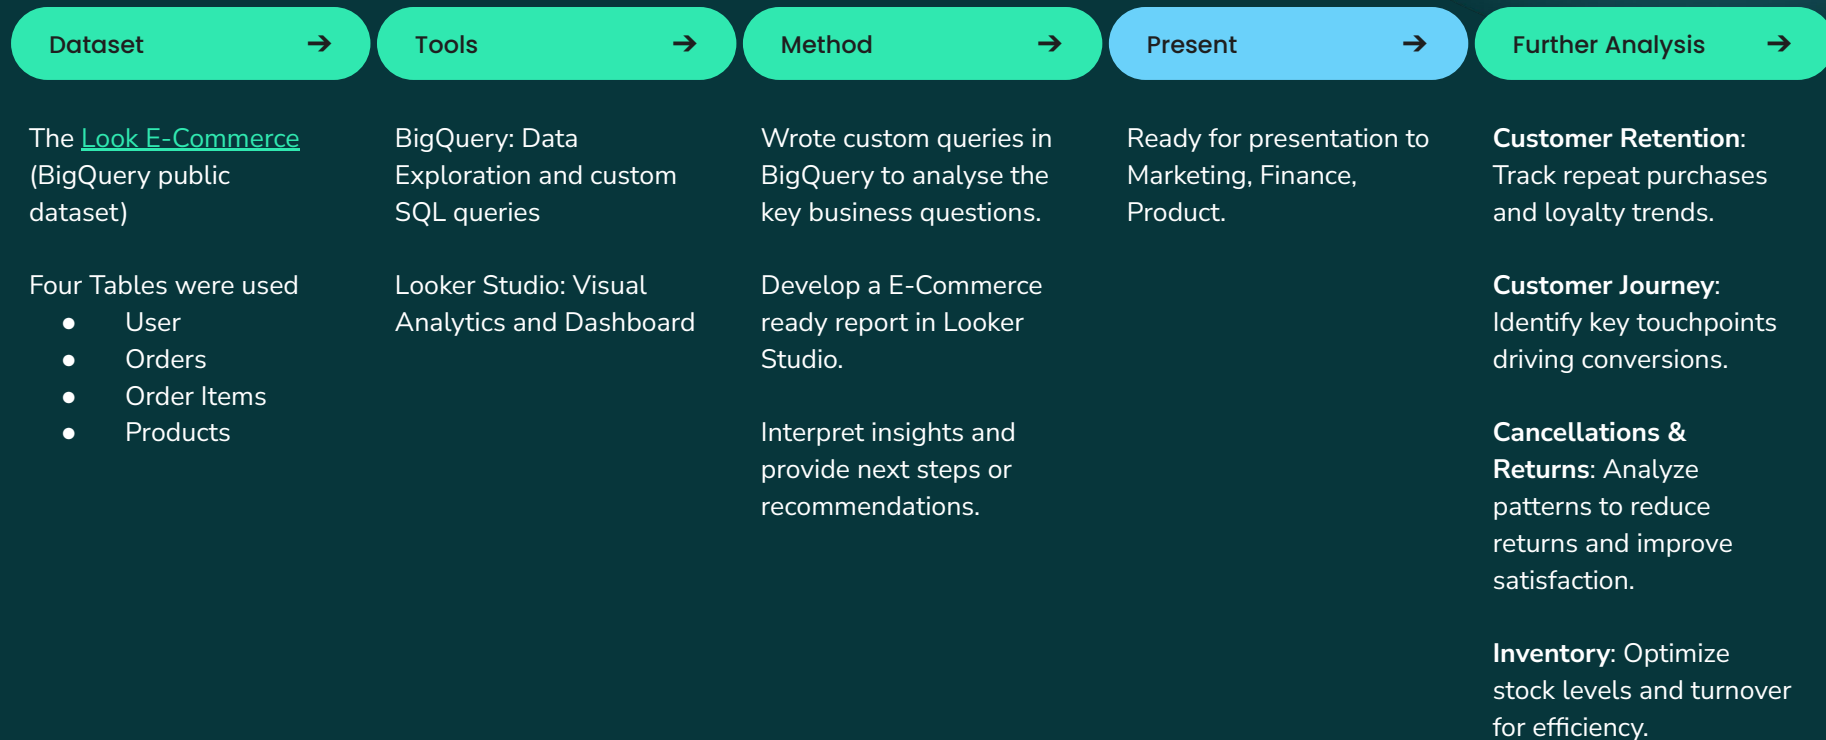 Dataset →
The Look E-Commerce
(BigQuery public
dataset)
Four Tables were used
● User
● Orders
● Order Items
● Products
Tools →
BigQuery: Data
Exploration and custom
SQL queries
Looker Studio: Visual
Analytics and Dashboard
Method →
Wrote custom queries in
BigQuery to analyse the
key business questions.
Develop a E-Commerce
ready report in Looker
Studio.
Interpret insights and
provide next steps or
recommendations.
Present →
Ready for presentation to
Marketing, Finance,
Product.
Further Analysis →
Customer Retention:
Track repeat purchases
and loyalty trends.
Customer Journey:
Identify key touchpoints
driving conversions.
Cancellations &
Returns: Analyze
patterns to reduce
returns and improve
satisfaction.
Inventory: Optimize
stock levels and turnover
for efficiency.